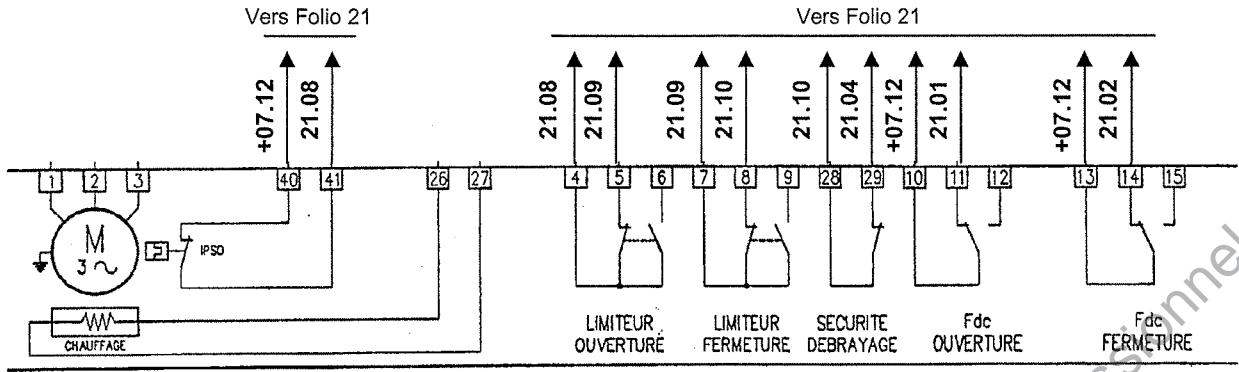 Vers Folio 21
Vers Folio 21
+07.12
21.08
21.08
21.09
21.09
21.10
21.10
21.04
+07.12
21.01
+07.12
21.02
1 2 3 40 41 26 27 4 5 6 7 8 9 28 29 10 11 12 13 14 15
M
3 ~
IPSO
CHAUFFAGE
LIMITEUR
OUVERTURE
LIMITEUR
FERMETURE
SECURITE
DEBRAYAGE
Fdc
OUVERTURE
Fdc
FERMETURE